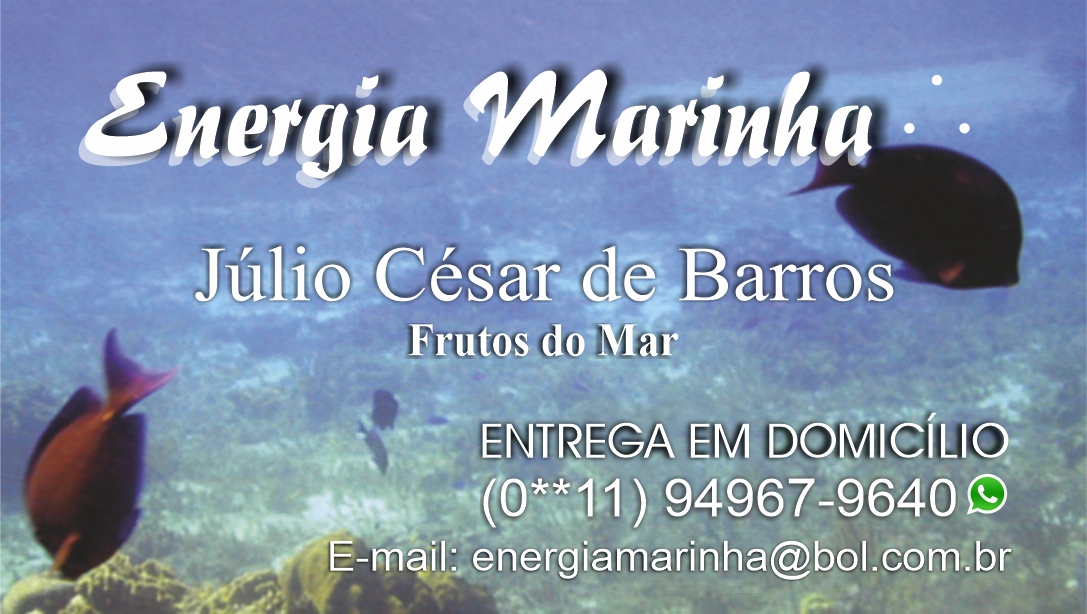 Energia Marinha
Júlio César de Barros
Frutos do Mar
ENTREGA EM DOMICÍLIO
(0**11) 94967-9640
E-mail: energiamarinha@bol.com.br